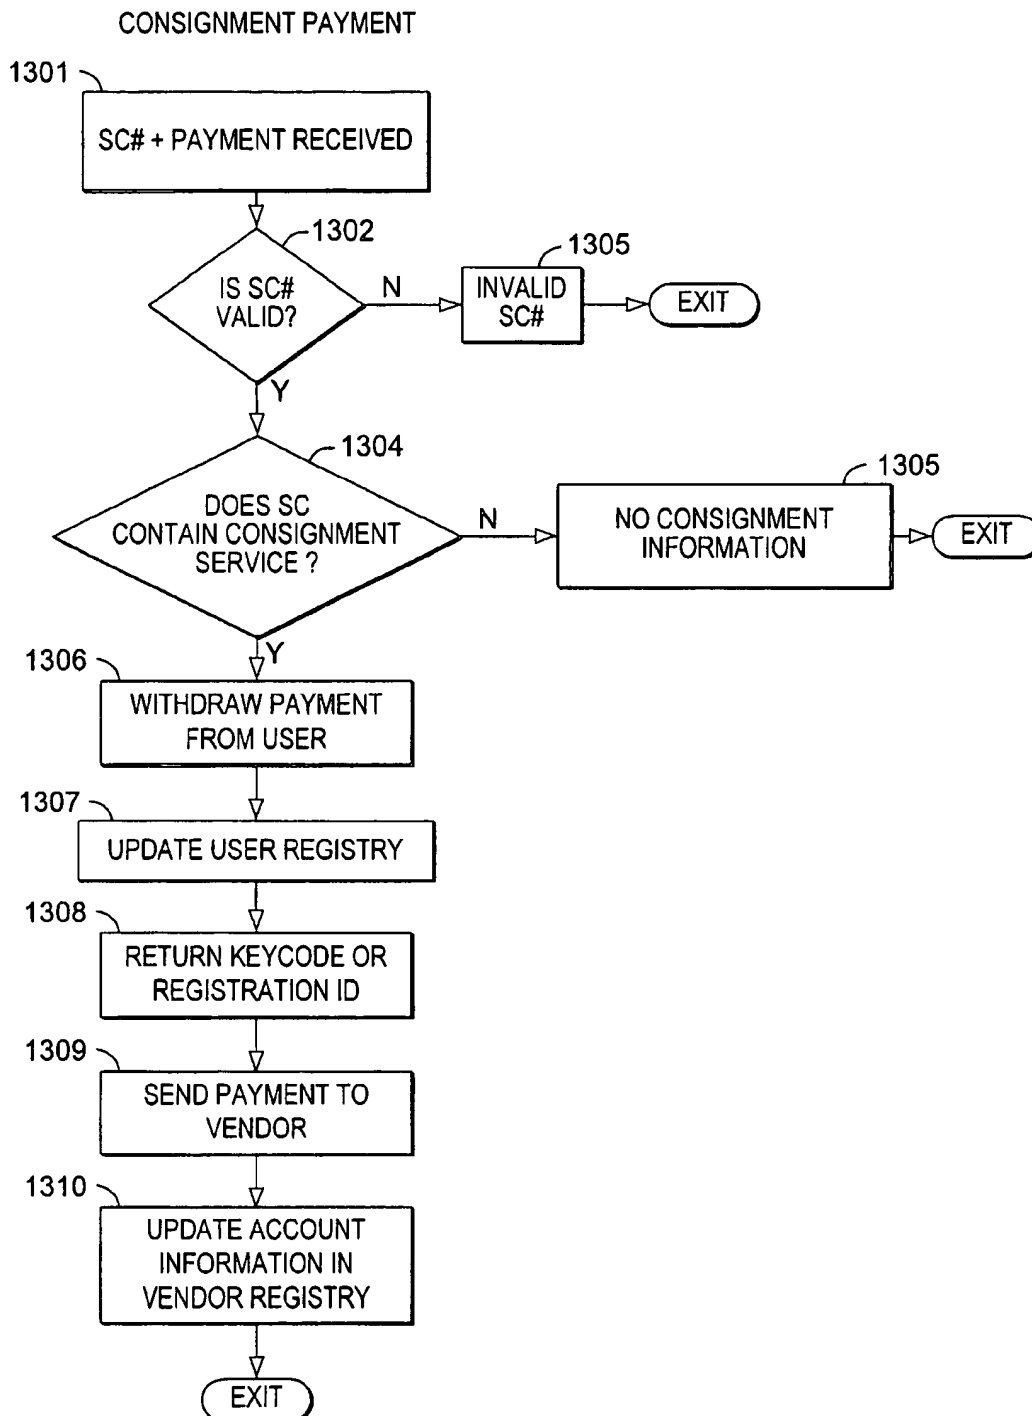 CONSIGNMENT PAYMENT
1301
SC# + PAYMENT RECEIVED
1302
IS SC#
VALID?
N
1305
INVALID
SC#
EXIT
Y
1304
DOES SC
CONTAIN CONSIGNMENT
SERVICE ?
N
1305
NO CONSIGNMENT
INFORMATION
EXIT
Y
1306
WITHDRAW PAYMENT
FROM USER
1307
UPDATE USER REGISTRY
1308
RETURN KEYCODE OR
REGISTRATION ID
1309
SEND PAYMENT TO
VENDOR
1310
UPDATE ACCOUNT
INFORMATION IN
VENDOR REGISTRY
EXIT